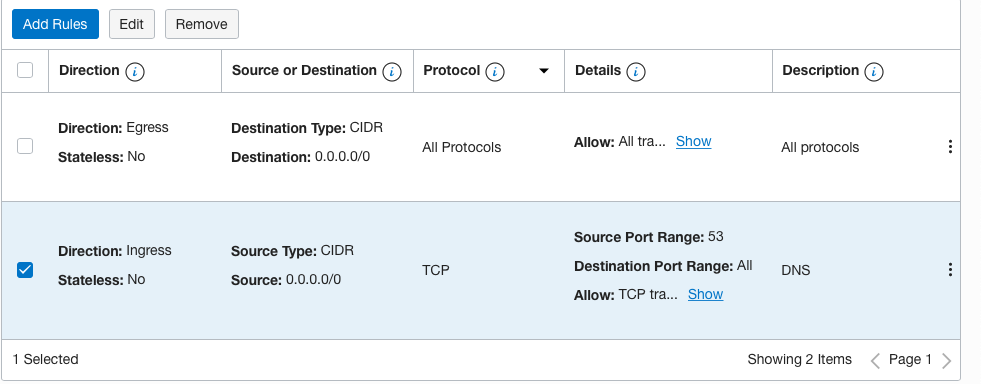 Add Rules Edit Remove
Direction i Source or Destination i Protocol i Details i Description i
Direction: Egress
Stateless: No
Destination Type: CIDR
Destination: 0.0.0.0/0
All Protocols
Allow: All tra... Show
All protocols
Direction: Ingress
Stateless: No
Source Type: CIDR
Source: 0.0.0.0/0
TCP
Source Port Range: 53
Destination Port Range: All
Allow: TCP tra... Show
DNS
1 Selected Showing 2 Items Page 1